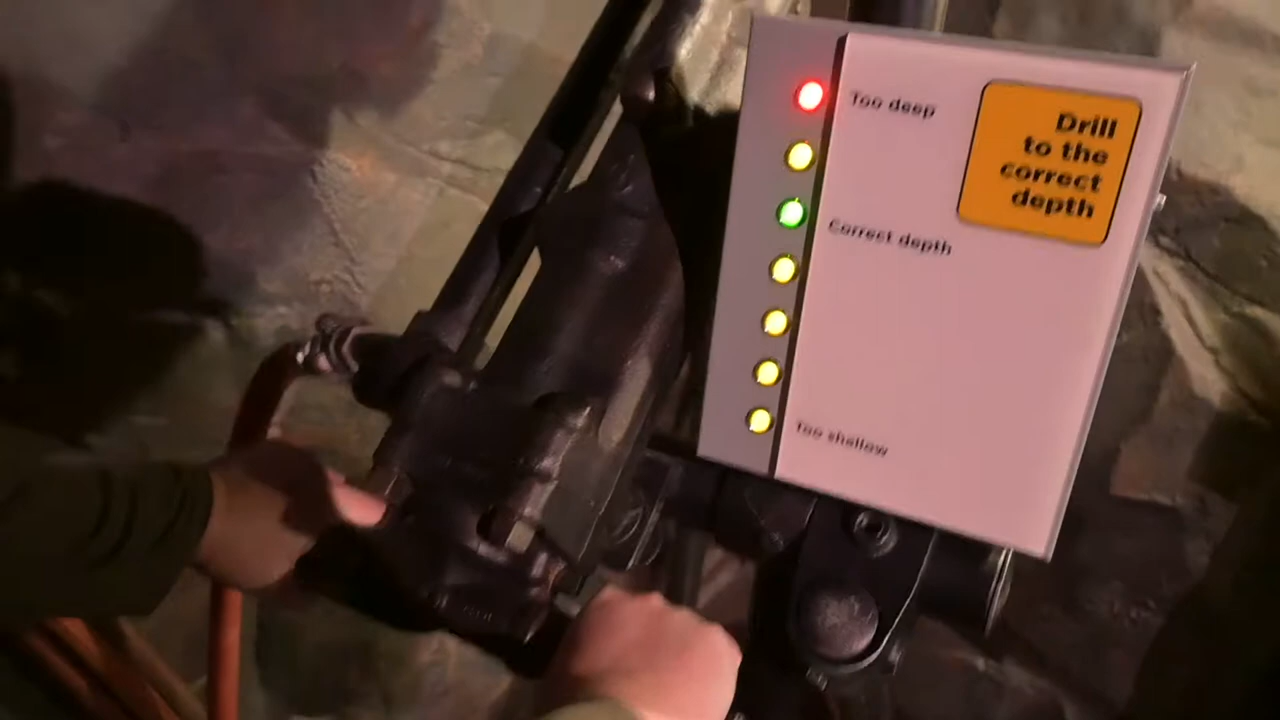 Too deep
Drill
to the
correct
depth
Correct depth
Too shallow